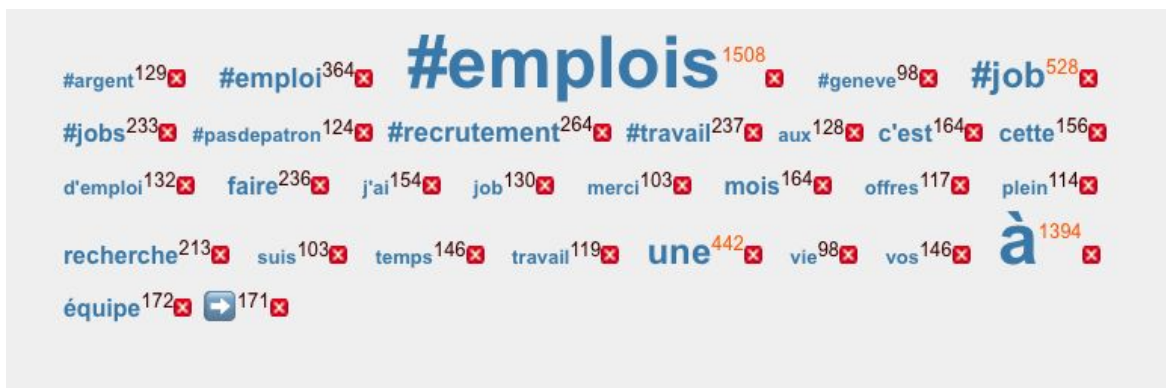 #argent129 #emploi364 #emplois1508 #geneve98 #job528
#jobs233 #pasdepatron124 #recrutement264 #travail237 aux128 c'est164 cette156
d'emploi132 faire236 j'ai154 job130 merci103 mois164 offres117 plein114
recherche213 suis103 temps146 travail119 une442 vie98 vos146 à1394
équipe172 ➡171